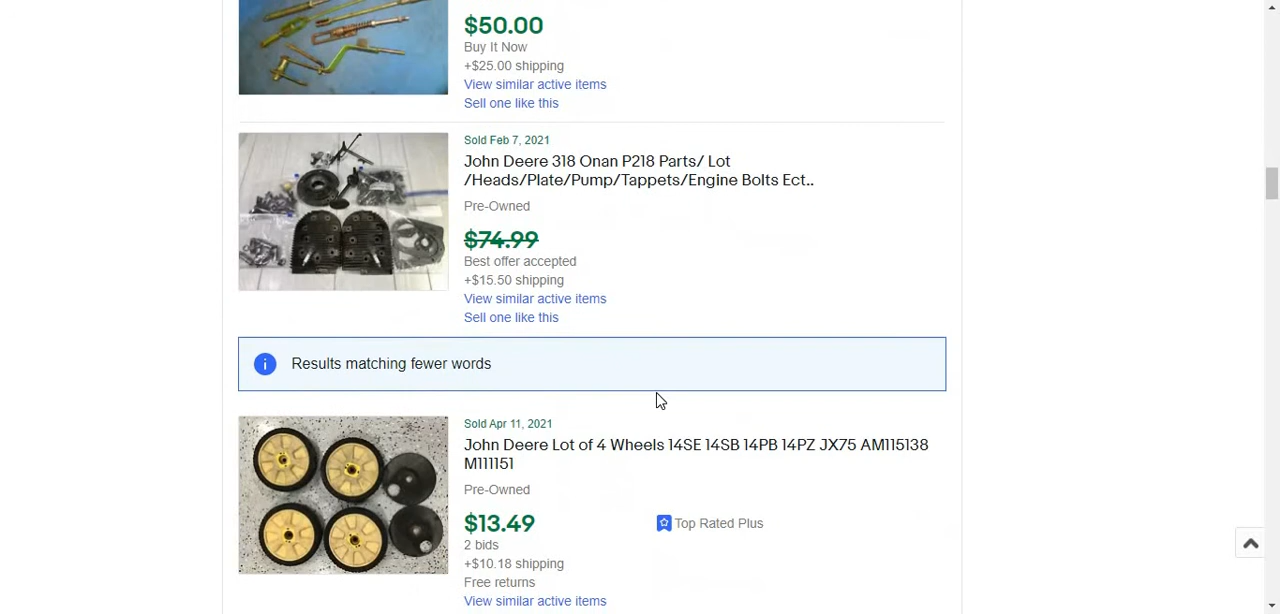 $50.00
Buy It Now
+$25.00 shipping
View similar active items
Sell one like this
Sold Feb 7, 2021
John Deere 318 Onan P218 Parts/ Lot
/Heads/Plate/Pump/Tappets/Engine Bolts Ect..
Pre-Owned
$74.99
Best offer accepted
+$15.50 shipping
View similar active items
Sell one like this
Results matching fewer words
Sold Apr 11, 2021
John Deere Lot of 4 Wheels 14SE 14SB 14PB 14PZ JX75 AM115138
M111151
Pre-Owned
$13.49
Top Rated Plus
2 bids
+$10.18 shipping
Free returns
View similar active items